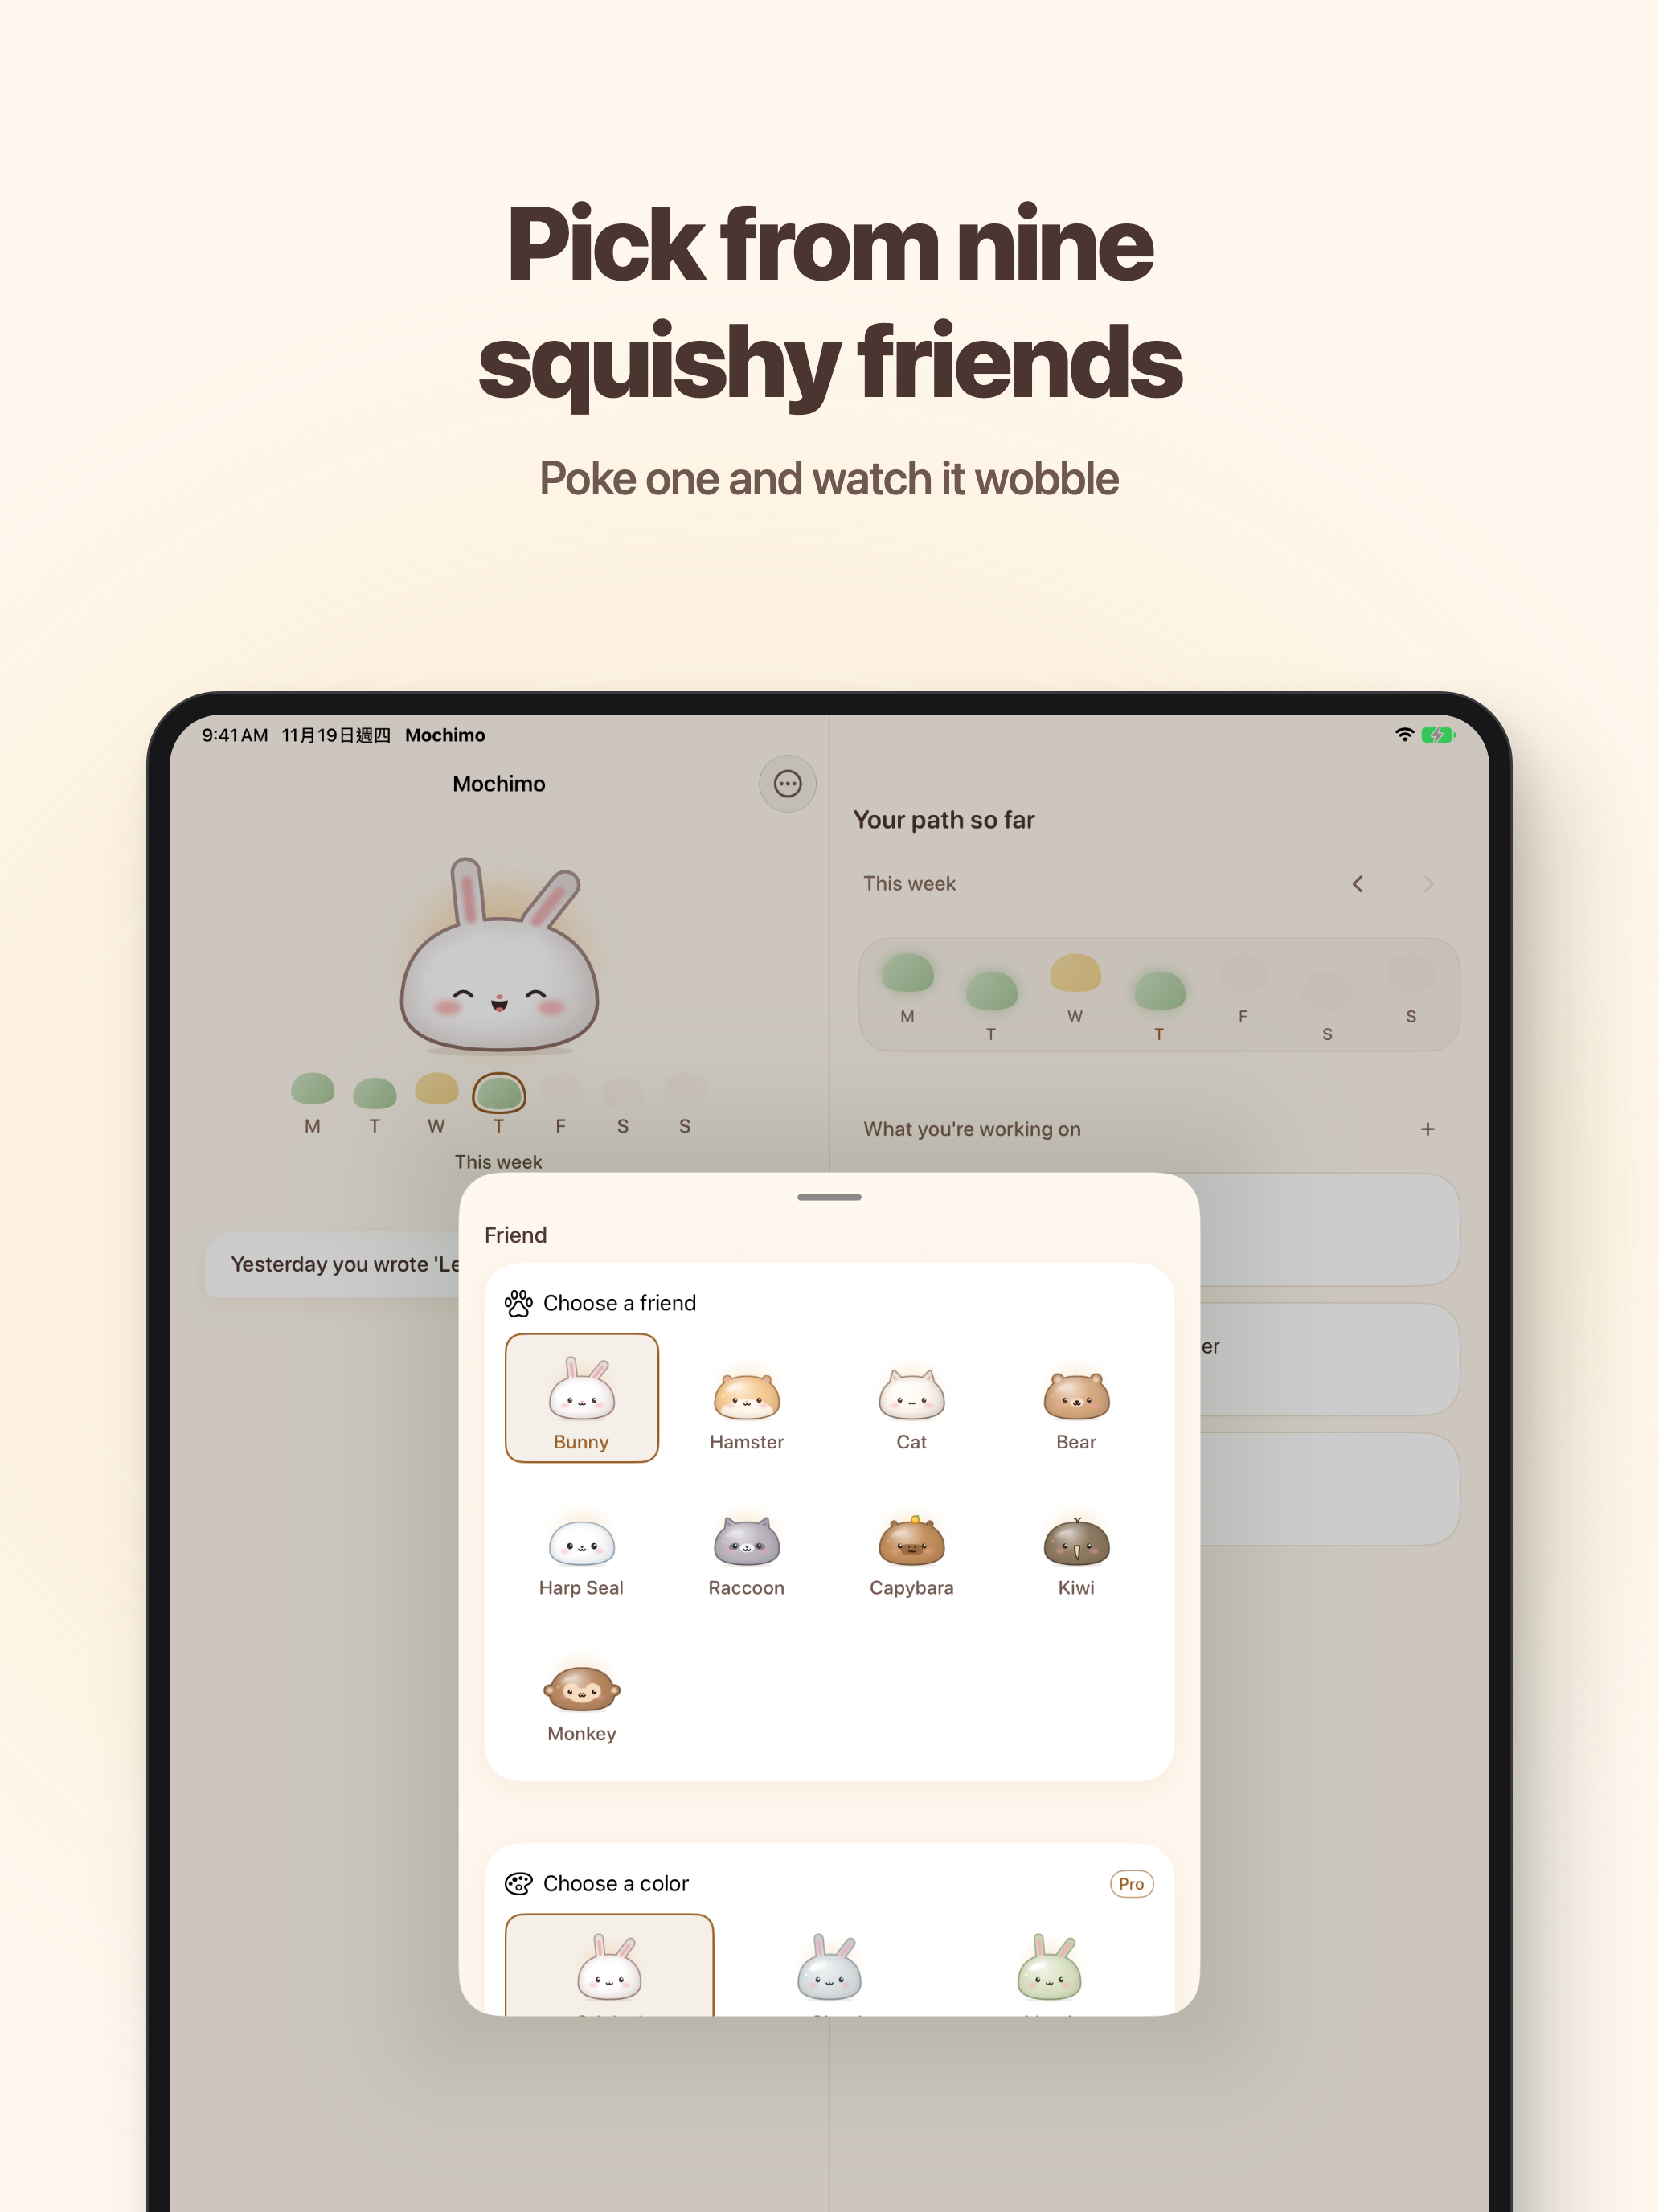 Pick from nine
squishy friends
Poke one and watch it wobble
9:41 AM 11月19日週四 Mochimo
Mochimo
M T W T F S S
This week
Yesterday you wrote 'Le
Your path so far
This week
M T W T F S S
What you're working on
er
Friend
Choose a friend
Bunny Hamster Cat Bear
Harp Seal Raccoon Capybara Kiwi
Monkey
Choose a color Pro